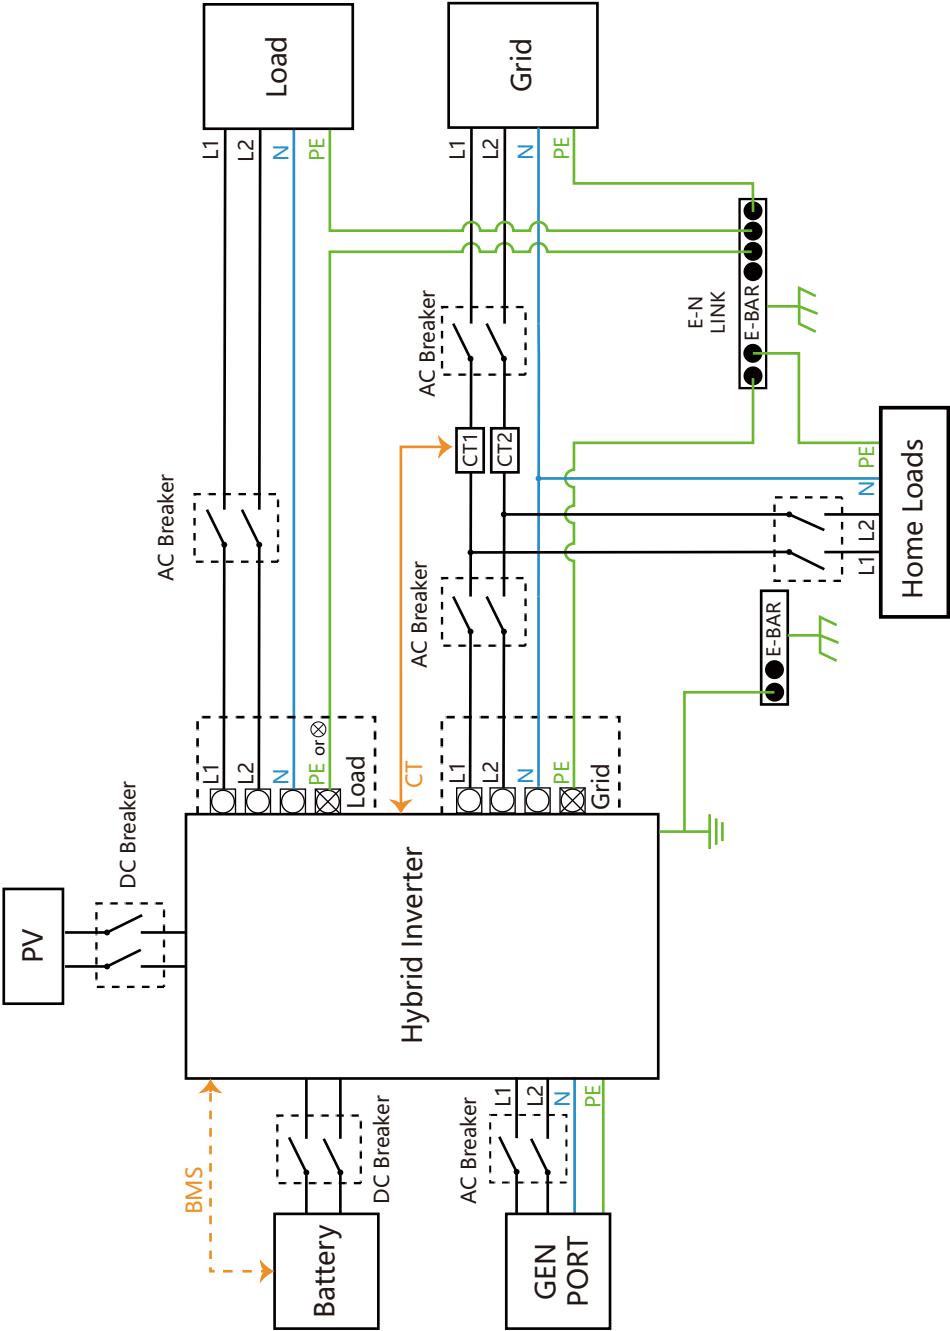 Load
Grid
L1
L2
N
PE
L1
L2
N
PE
E-N
LINK
E-BAR
AC Breaker
CT1
CT2
AC Breaker
Home Loads
PE
N
L2
L1
AC Breaker
E-BAR
L1
L2
N
PE or
Load
CT
L1
L2
N
PE
Grid
DC Breaker
PV
Hybrid Inverter
BMS
DC Breaker
Battery
AC Breaker
L1
L2
N
PE
GEN
PORT